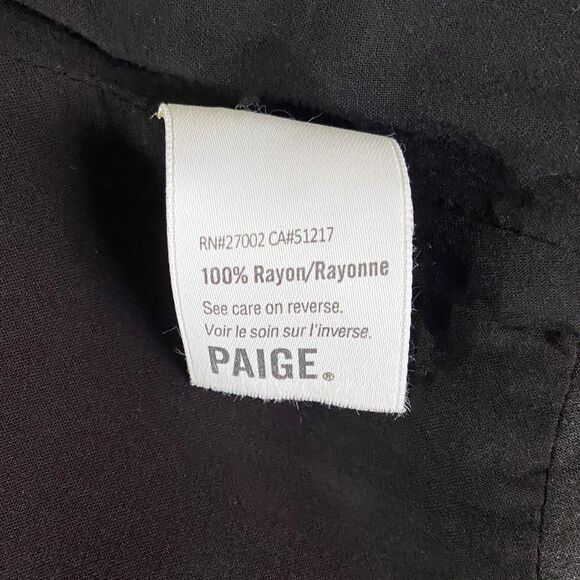 RN#27002 CA#51217
100% Rayon/Rayonne
See care on reverse.
Voir le soin sur l'inverse.
PAIGE®